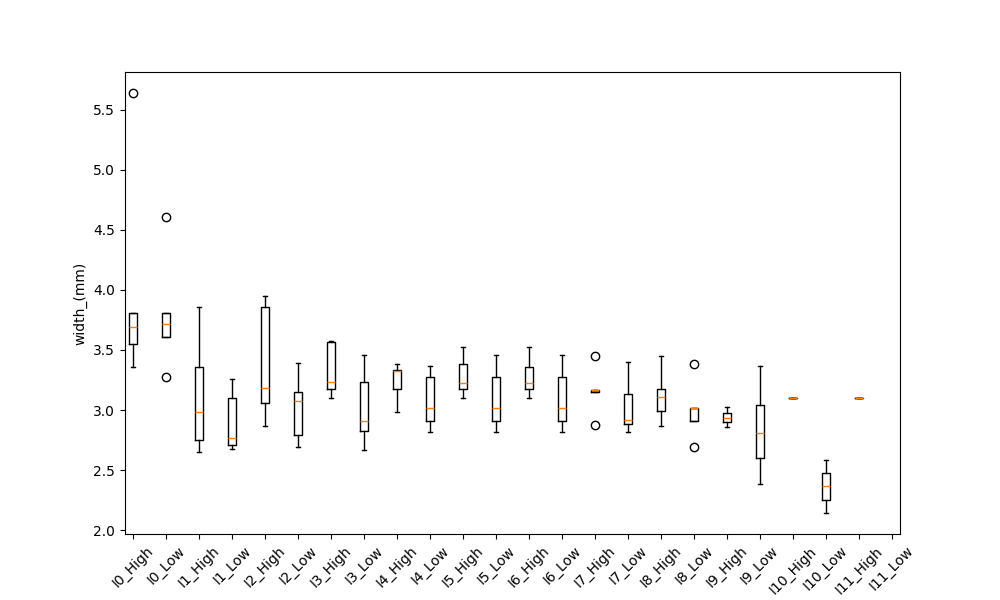 width_(mm)
5.5
5.0
4.5
4.0
3.5
3.0
2.5
2.0
I0_High
I0_Low
I1_High
I1_Low
I2_High
I2_Low
I3_High
I3_Low
I4_High
I4_Low
I5_High
I5_Low
I6_High
I6_Low
I7_High
I7_Low
I8_High
I8_Low
I9_High
I9_Low
I10_High
I10_Low
I11_High
I11_Low